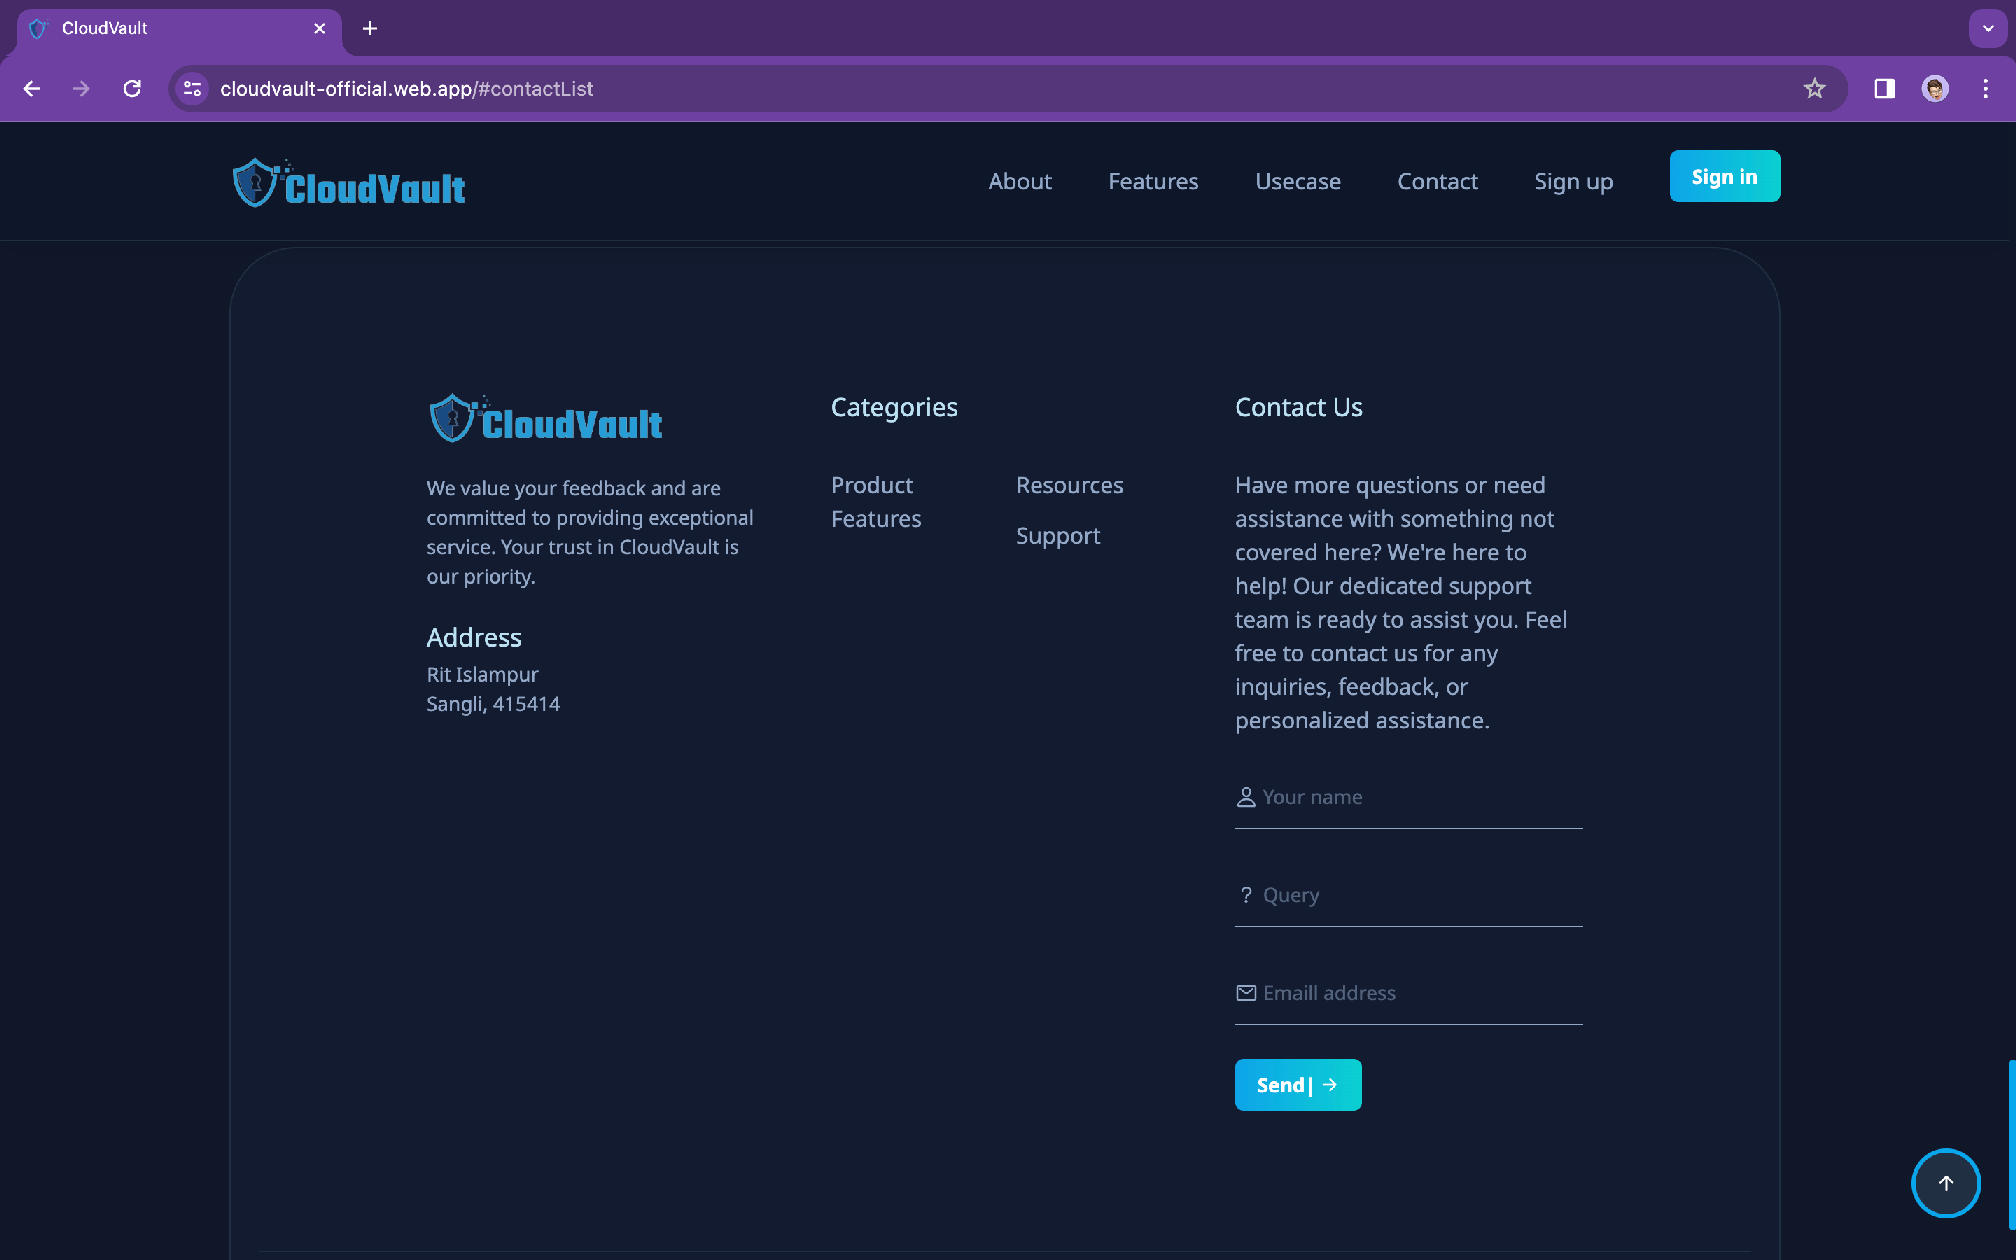 CloudVault
cloudvault-official.web.app/#contactList
CloudVault
About Features Usecase Contact Sign up Sign in
CloudVault
We value your feedback and are
committed to providing exceptional
service. Your trust in CloudVault is
our priority.
Address
Rit Islampur
Sangli, 415414
Categories
Product
Features
Resources
Support
Contact Us
Have more questions or need
assistance with something not
covered here? We're here to
help! Our dedicated support
team is ready to assist you. Feel
free to contact us for any
inquiries, feedback, or
personalized assistance.
Your name
? Query
Emaill address
Send| →